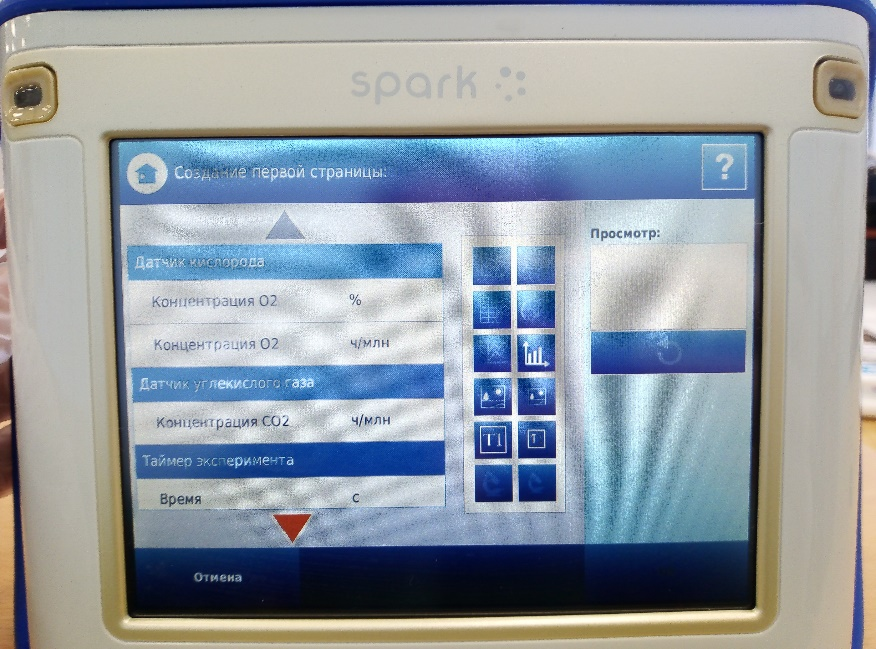 spark
Создание первой страницы:
?
Просмотр:
Датчик кислорода
Концентрация O2 %
Концентрация O2 ч/млн
Датчик углекислого газа
Концентрация CO2 ч/млн
Таймер эксперимента
Время с
T1
Отмена